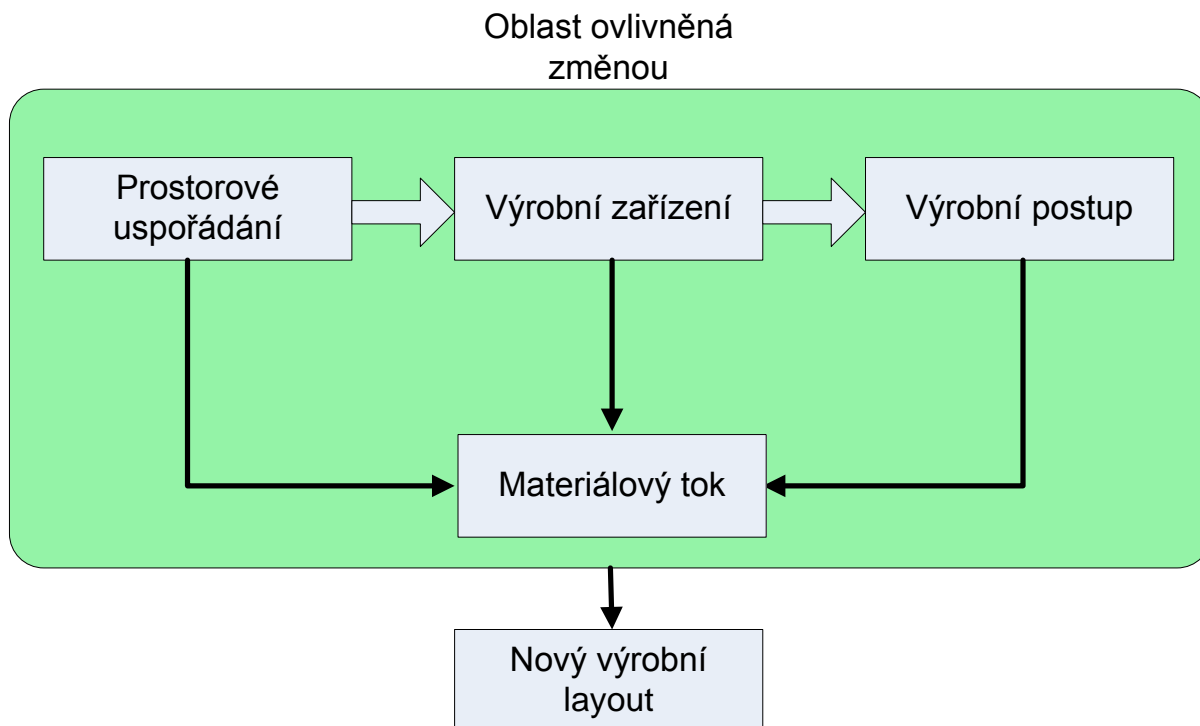 Oblast ovlivněná
změnou
Prostorové
uspořádání
Výrobní zařízení
Výrobní postup
Materiálový tok
Nový výrobní
layout